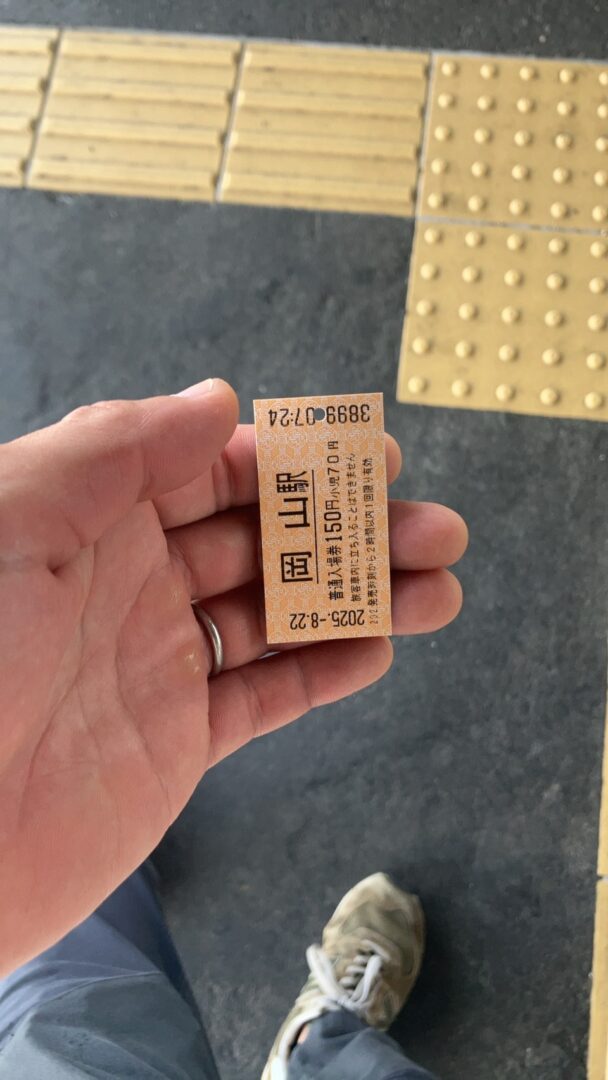 岡山駅
普通入場券150円小児70円
旅客車内に立ち入ることはできません
発売時刻から2時間以内1回限り有効
2025.-8.22
3899 07:24